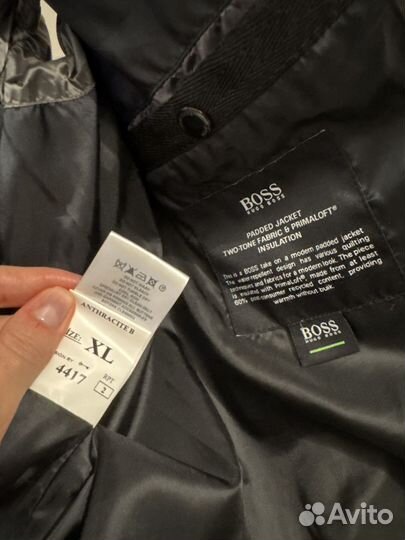 BOSS
HUGO BOSS
PADDED JACKET
TWO-TONE FABRIC & PRIMALOFT®
INSULATION
This is a BOSS take on a modern padded jacket.
The water-resilient design has various quilting
techniques and fabrics for a modern look. The piece
is insulated with PrimaLoft® made from at least
60% post-consumer recycled content, providing
warmth without bulk.
BOSS
HUGO BOSS
ANTHRACITE B
SIZE: XL
4417
RPT
2
Avito